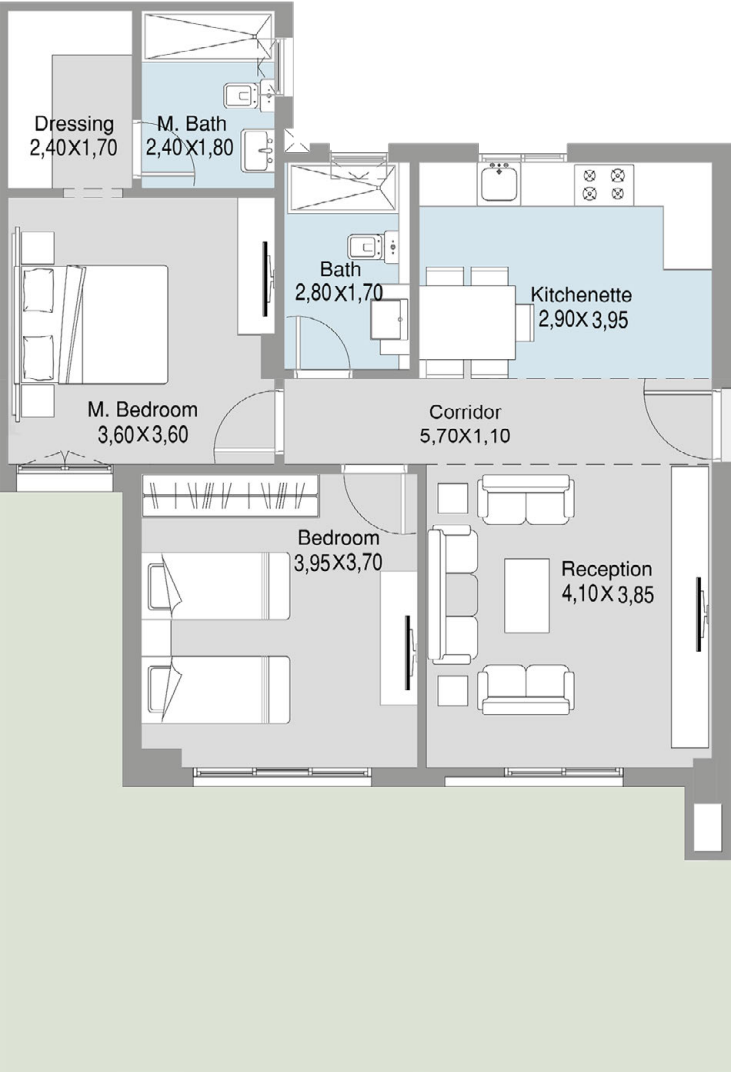 Dressing
2,40X1,70
M. Bath
2,40X1,80
Bath
2,80X1,70
Kitchenette
2,90X3,95
M. Bedroom
3,60X3,60
Corridor
5,70X1,10
Bedroom
3,95X3,70
Reception
4,10X3,85